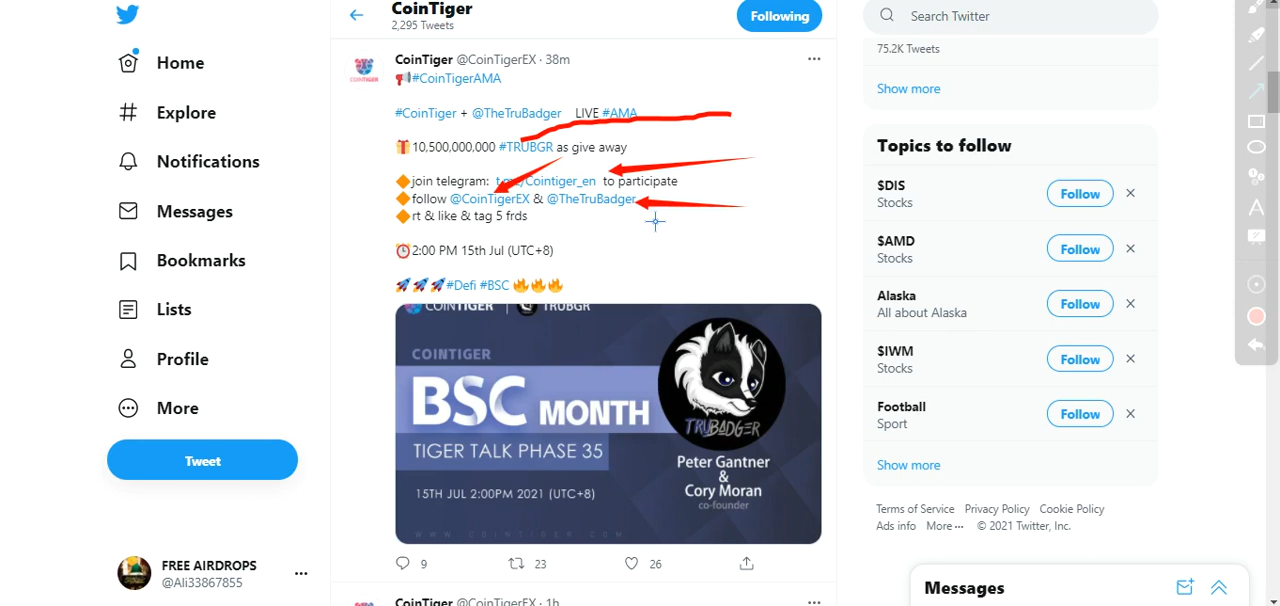 Home
Explore
Notifications
Messages
Bookmarks
Lists
Profile
More
Tweet
FREE AIRDROPS
@Ali33867855
CoinTiger
2,295 Tweets
Following
CoinTiger @CoinTigerEX · 38m
#CoinTigerAMA
#CoinTiger + @TheTruBadger LIVE #AMA
10,500,000,000 #TRUBGR as give away
join telegram: t.me/Cointiger_en to participate
follow @CoinTigerEX & @TheTruBadger
rt & like & tag 5 frds
2:00 PM 15th Jul (UTC+8)
#Defi #BSC
COINTIGER | TRUBGR
COINTIGER
BSC MONTH
TIGER TALK PHASE 35
15TH JUL 2:00PM 2021 (UTC+8)
TRUBADGER
Peter Gantner
&
Cory Moran
co-founder
WWW.COINTIGER.COM
9 23 26
CoinTiger @CoinTigerEX · 1h
Search Twitter
75.2K Tweets
Show more
Topics to follow
$DIS
Stocks
Follow
$AMD
Stocks
Follow
Alaska
All about Alaska
Follow
$IWM
Stocks
Follow
Football
Sport
Follow
Show more
Terms of Service Privacy Policy Cookie Policy
Ads info More ··· © 2021 Twitter, Inc.
Messages